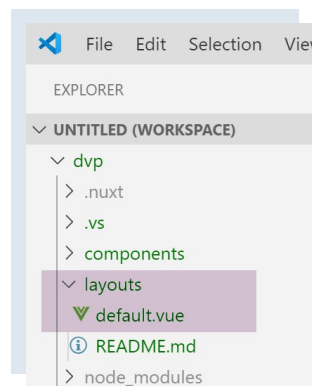 File Edit Selection View
EXPLORER
UNTITLED (WORKSPACE)
dvp
.nuxt
.vs
components
layouts
default.vue
README.md
node_modules